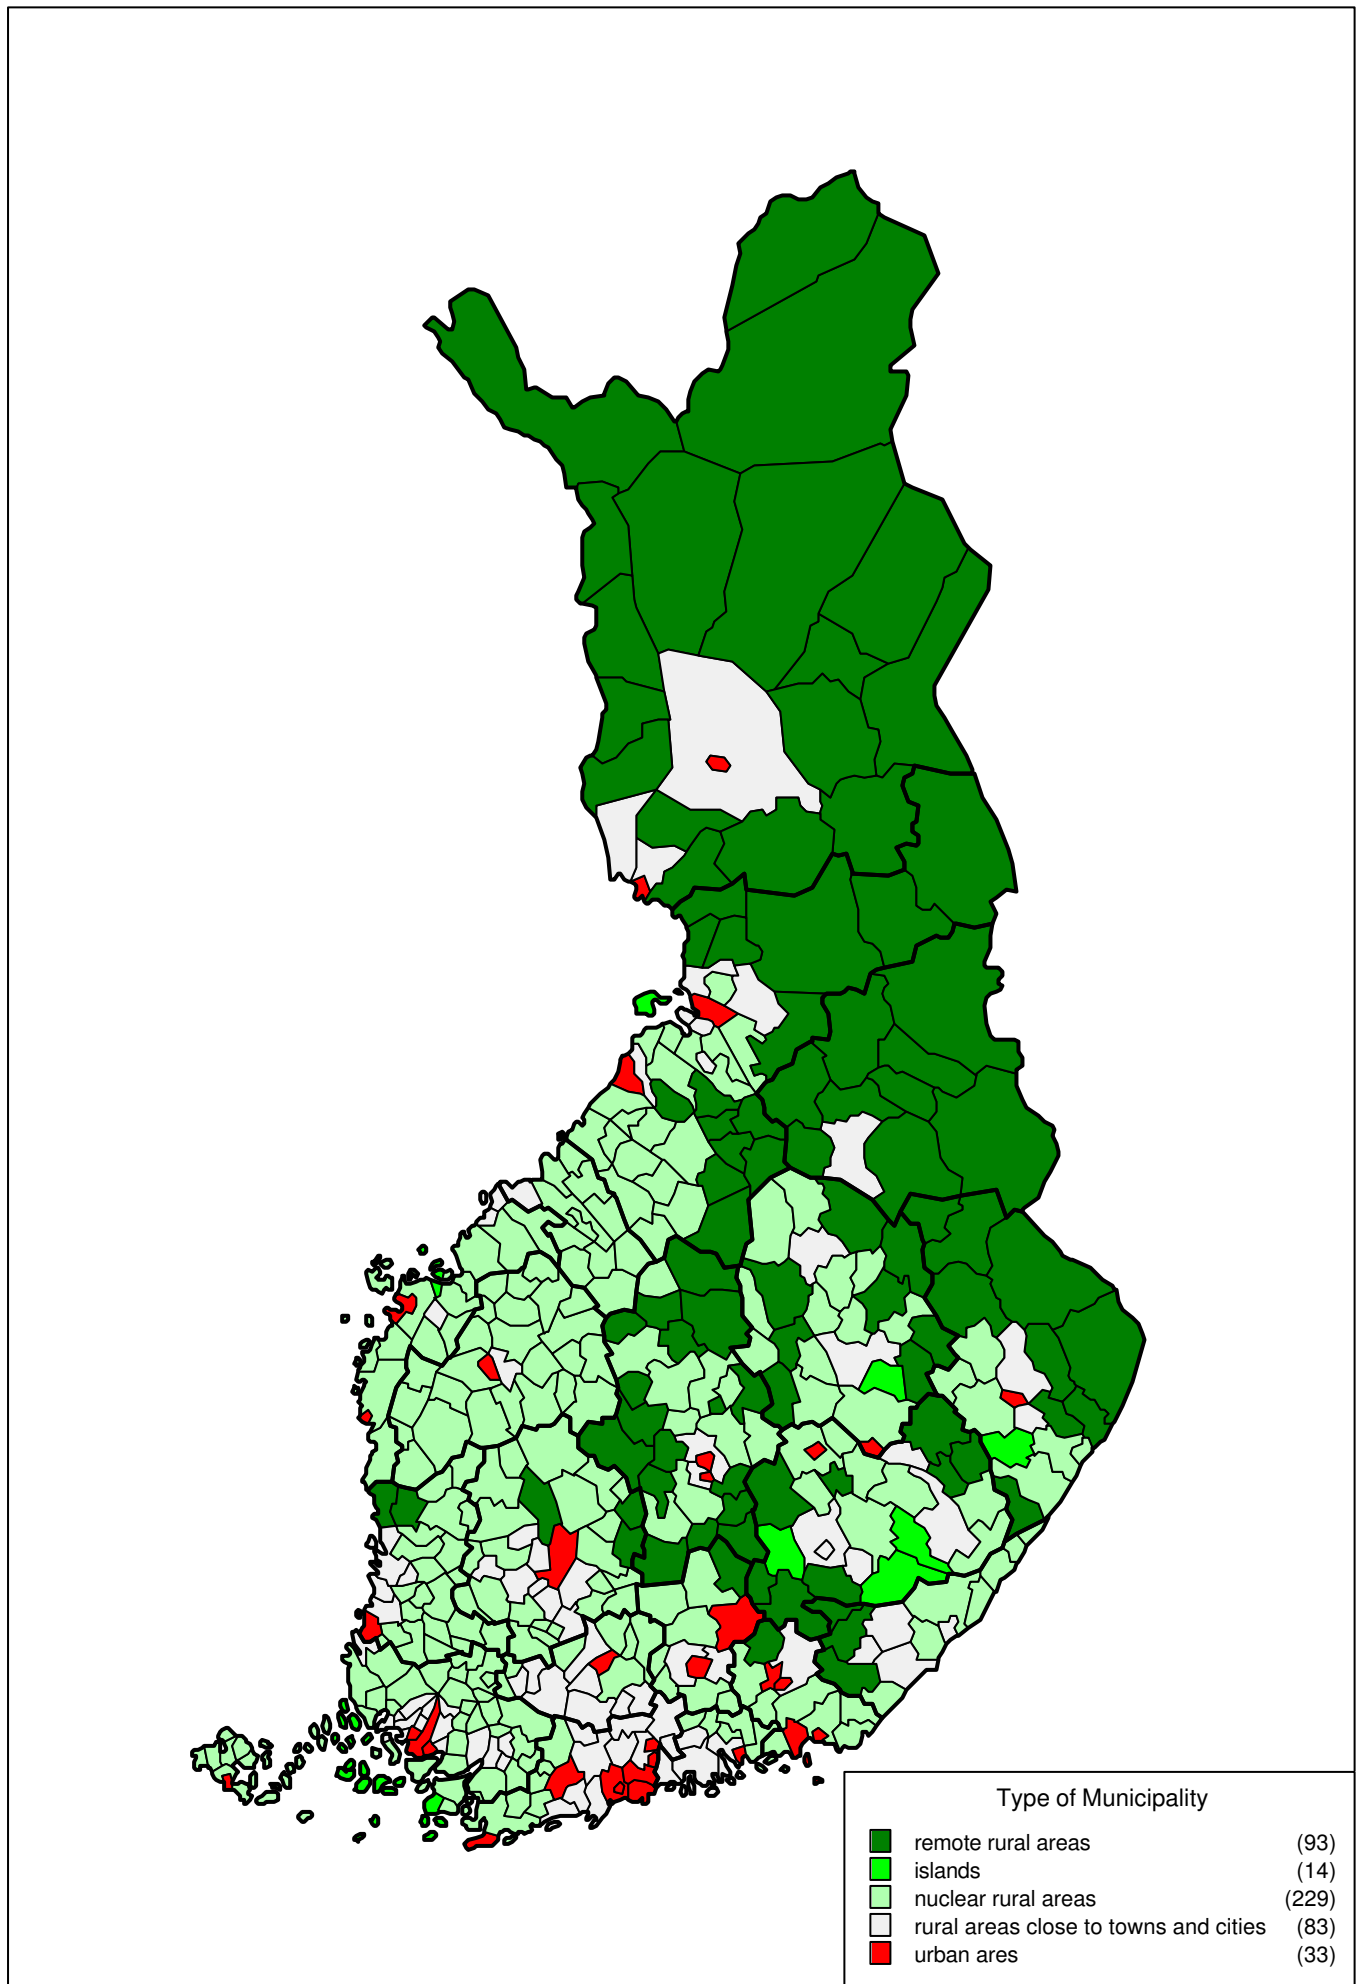 Type of Municipality
remote rural areas (93)
islands (14)
nuclear rural areas (229)
rural areas close to towns and cities (83)
urban ares (33)